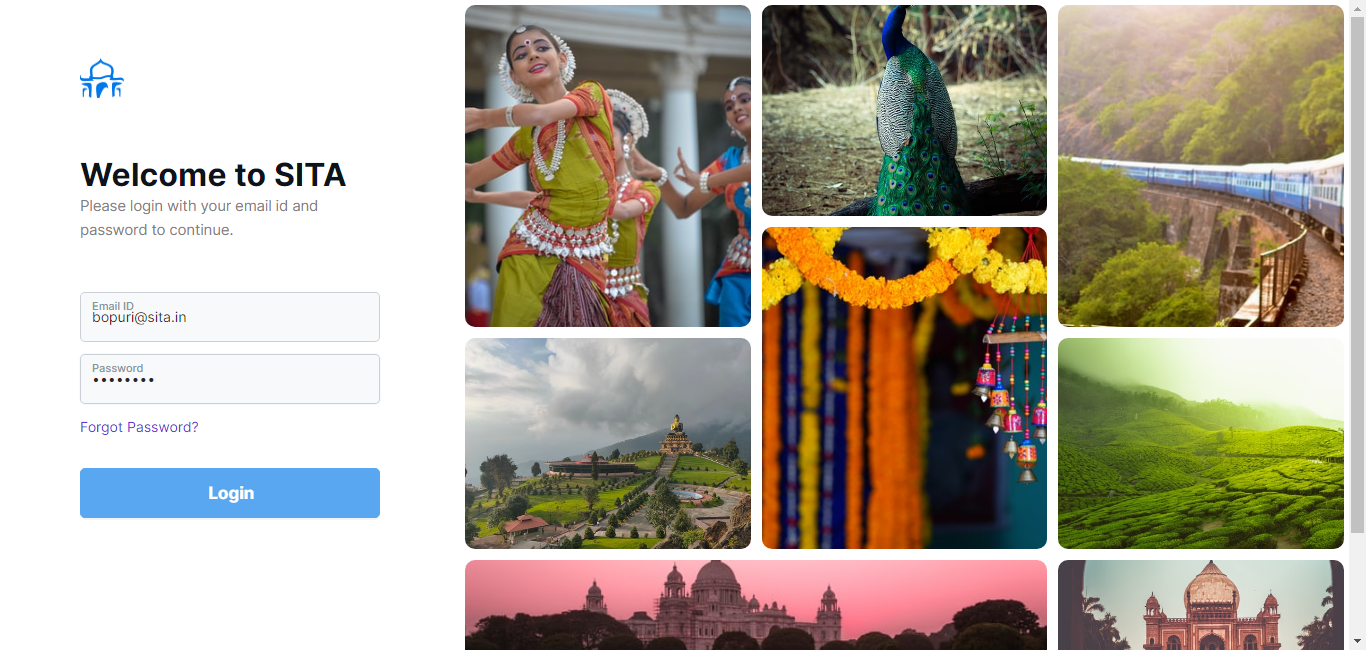 Welcome to SITA
Please login with your email id and
password to continue.
Email ID
bopuri@sita.in
Password
••••••••
Forgot Password?
Login